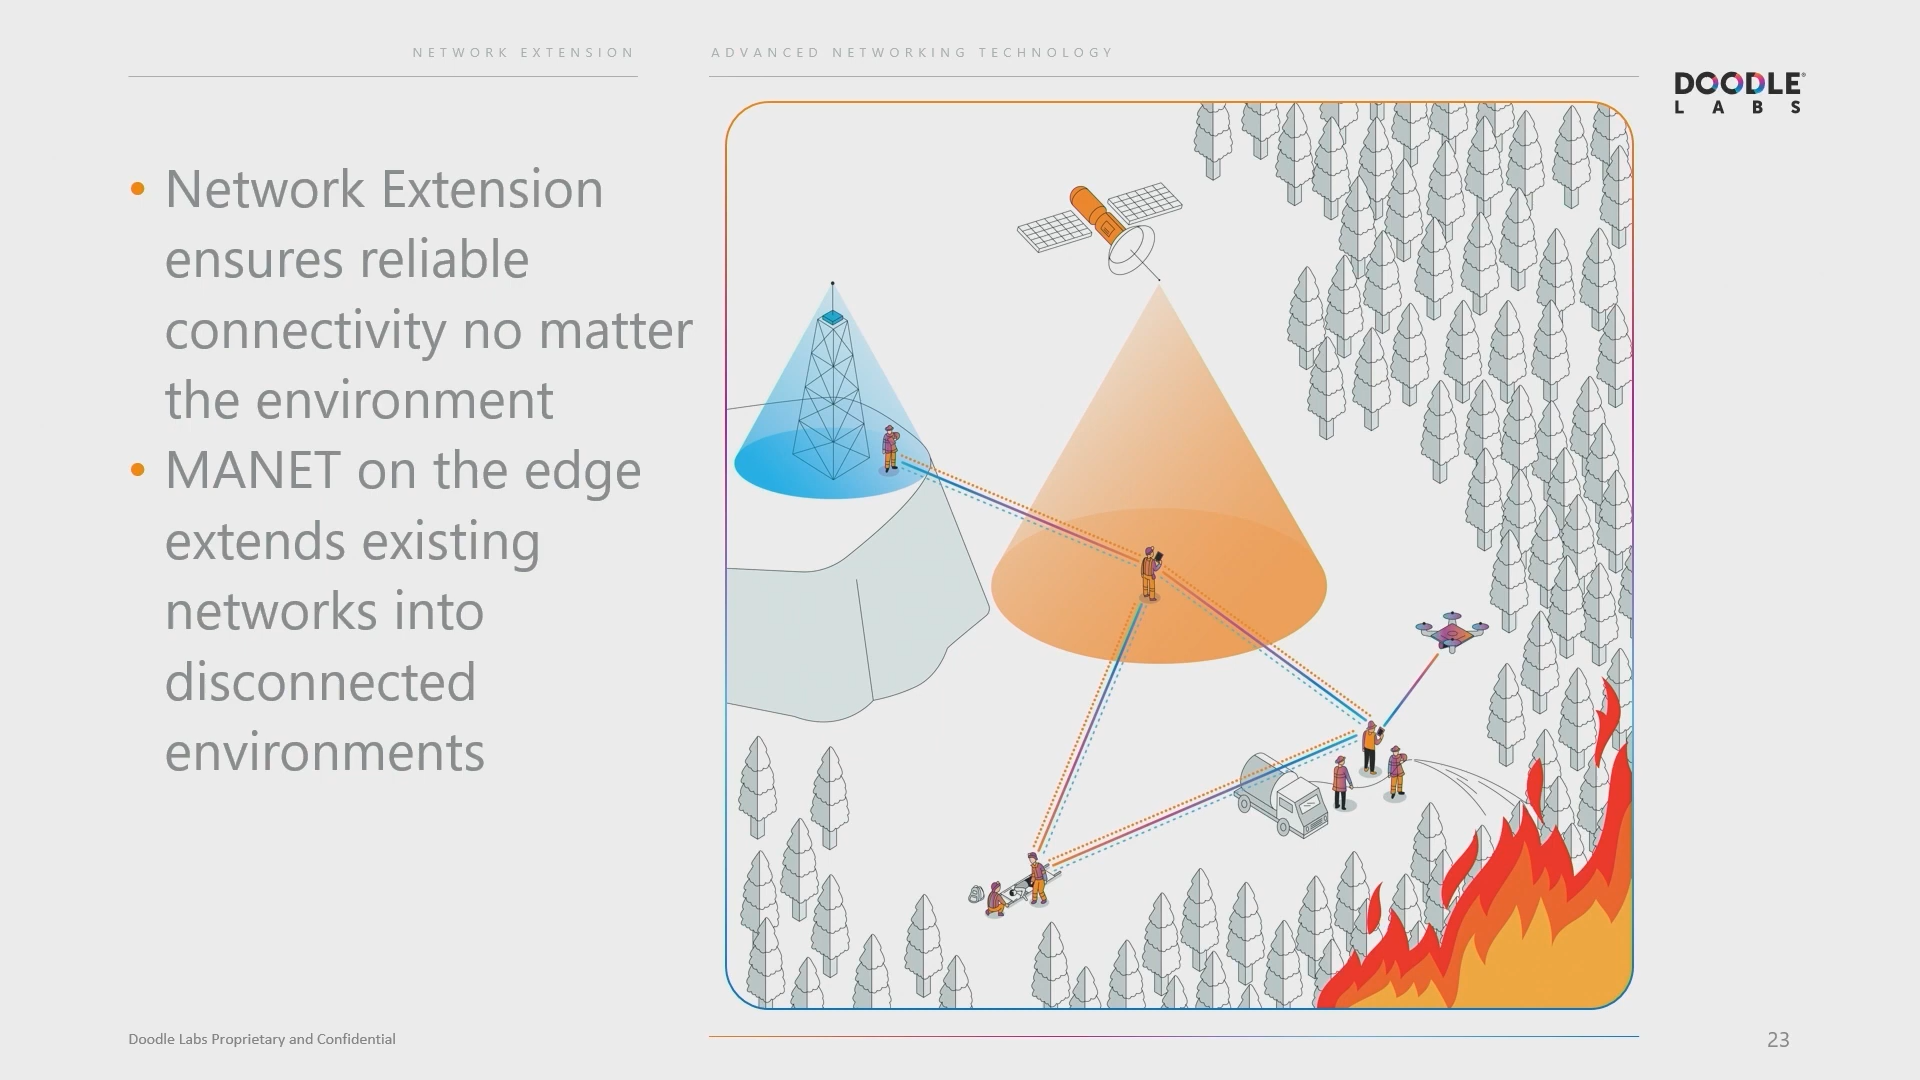 NETWORK EXTENSION
ADVANCED NETWORKING TECHNOLOGY
DOODLE®
LABS
• Network Extension
ensures reliable
connectivity no matter
the environment
• MANET on the edge
extends existing
networks into
disconnected
environments
Doodle Labs Proprietary and Confidential
23